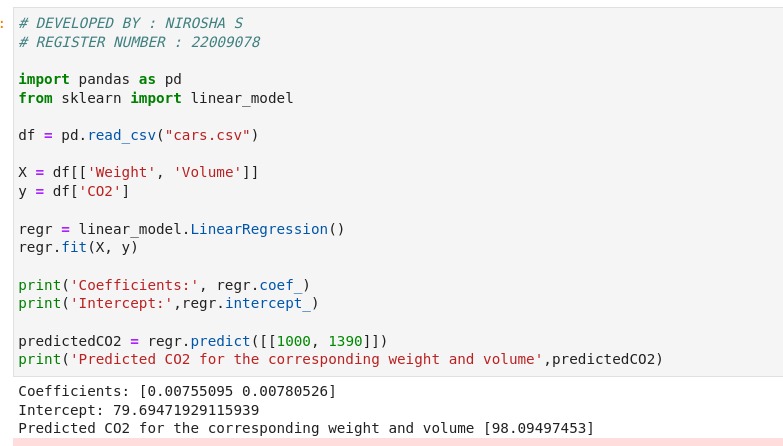 :
# DEVELOPED BY : NIROSHA S
# REGISTER NUMBER : 22009078
import pandas as pd
from sklearn import linear_model
df = pd.read_csv("cars.csv")
X = df[['Weight', 'Volume']]
y = df['CO2']
regr = linear_model.LinearRegression()
regr.fit(X, y)
print('Coefficients:', regr.coef_)
print('Intercept:',regr.intercept_)
predictedCO2 = regr.predict([[1000, 1390]])
print('Predicted CO2 for the corresponding weight and volume',predictedCO2)
Coefficients: [0.00755095 0.00780526]
Intercept: 79.69471929115939
Predicted CO2 for the corresponding weight and volume [98.09497453]